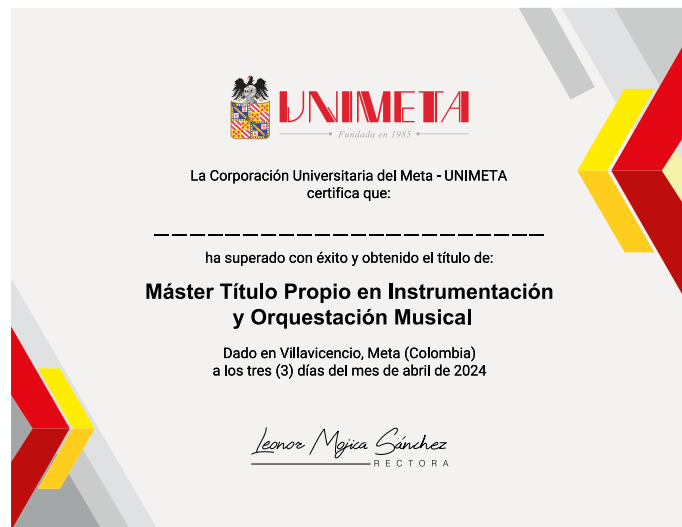 UNIMETA
Fundada en 1985
La Corporación Universitaria del Meta - UNIMETA
certifica que:
ha superado con éxito y obtenido el título de:
Máster Título Propio en Instrumentación
y Orquestación Musical
Dado en Villavicencio, Meta (Colombia)
a los tres (3) días del mes de abril de 2024
Leonor Mojica Sánchez
RECTORA